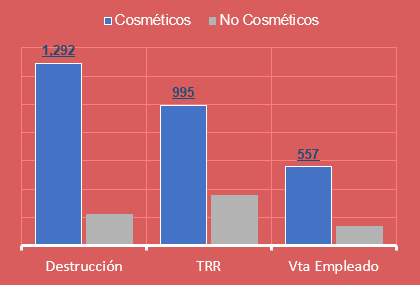 Cosméticos No Cosméticos
1,292
995
557
Destrucción TRR Vta Empleado